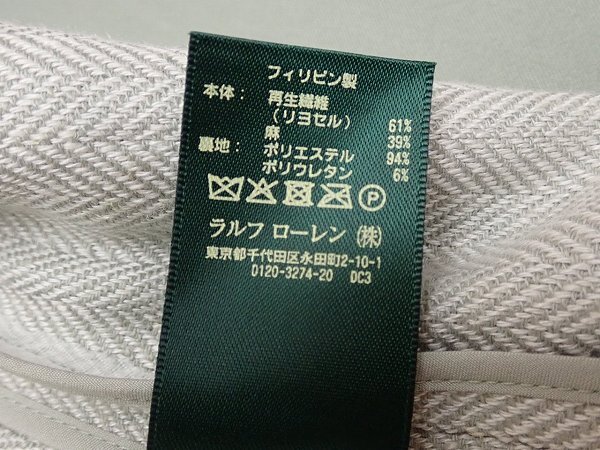 フィリピン製
本体： 再生繊維
（リヨセル） 61%
麻 39%
裏地： ポリエステル 94%
ポリウレタン 6%
P
ラルフ ローレン（株）
東京都千代田区永田町2-10-1
0120-3274-20 DC3